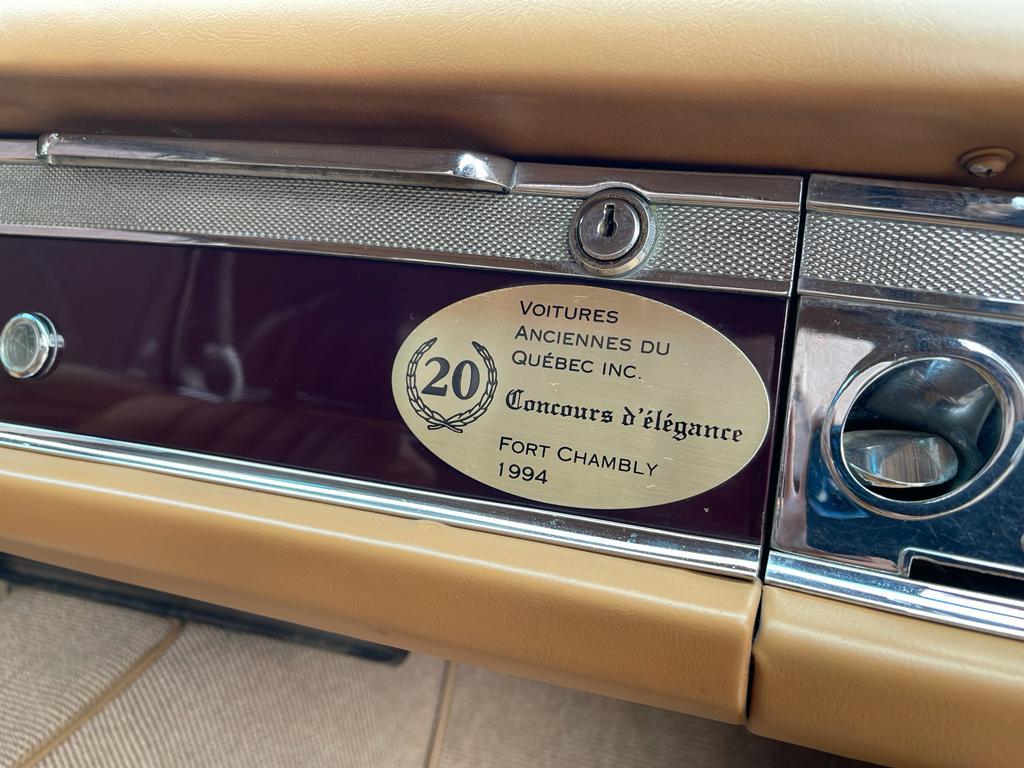 VOITURES
ANCIENNES DU
QUÉBEC INC.
20
Concours d'élégance
FORT CHAMBLY
1994